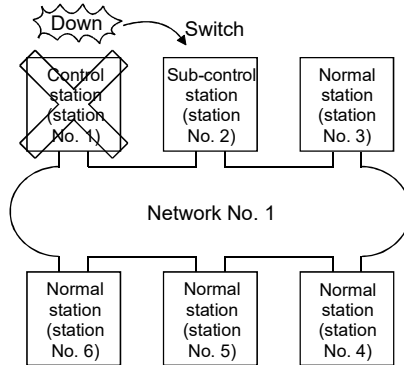 Down
Switch
Control
station
(station
No. 1)
Sub-control
station
(station
No. 2)
Normal
station
(station
No. 3)
Network No. 1
Normal
station
(station
No. 6)
Normal
station
(station
No. 5)
Normal
station
(station
No. 4)